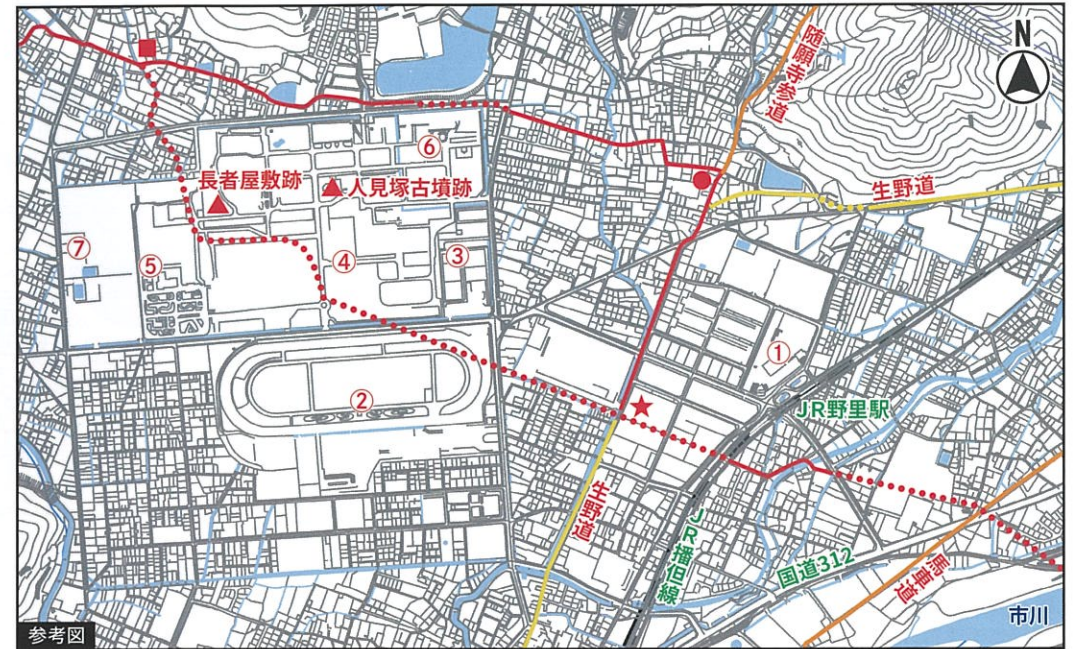 随願寺参道
N
⑥
長者屋敷跡
人見塚古墳跡
生野道
⑦
⑤
④
③
①
②
JR野里駅
生野道
JR播但線
国道312
馬車道
市川
参考図